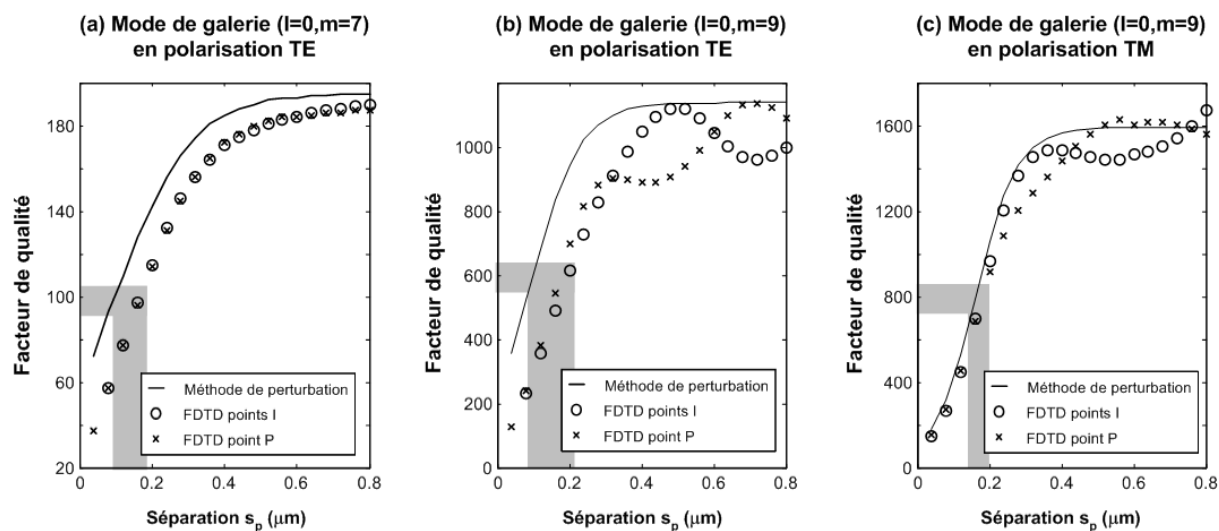 (a) Mode de galerie (l=0,m=7)
en polarisation TE
Facteur de qualité
180
140
100
60
20
0
0.2
0.4
0.6
0.8
Méthode de perturbation
FDTD points I
FDTD point P
Séparation sp (μm)
(b) Mode de galerie (l=0,m=9)
en polarisation TE
Facteur de qualité
1000
800
600
400
200
0
0
0.2
0.4
0.6
0.8
Méthode de perturbation
FDTD points I
FDTD point P
Séparation sp (μm)
(c) Mode de galerie (l=0,m=9)
en polarisation TM
Facteur de qualité
1600
1200
800
400
0
0
0.2
0.4
0.6
0.8
Méthode de perturbation
FDTD points I
FDTD point P
Séparation sp (μm)